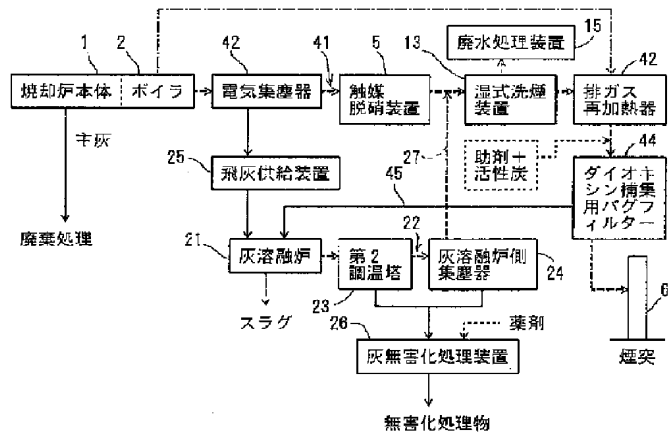 1
2
42
41
5
13
廃水処理装置
15
42
焼却炉本体
ボイラ
電気集塵器
触媒
脱硝装置
湿式洗煙
装置
排ガス
再加熱器
主灰
25
飛灰供給装置
27
助剤+
活性炭
44
ダイオキ
シン捕集
用バグフ
ィルター
45
廃棄処理
21
灰溶融炉
第2
調温塔
22
灰溶融炉側
集塵器
24
23
スラグ
26
薬剤
6
灰無害化処理装置
煙突
無害化処理物